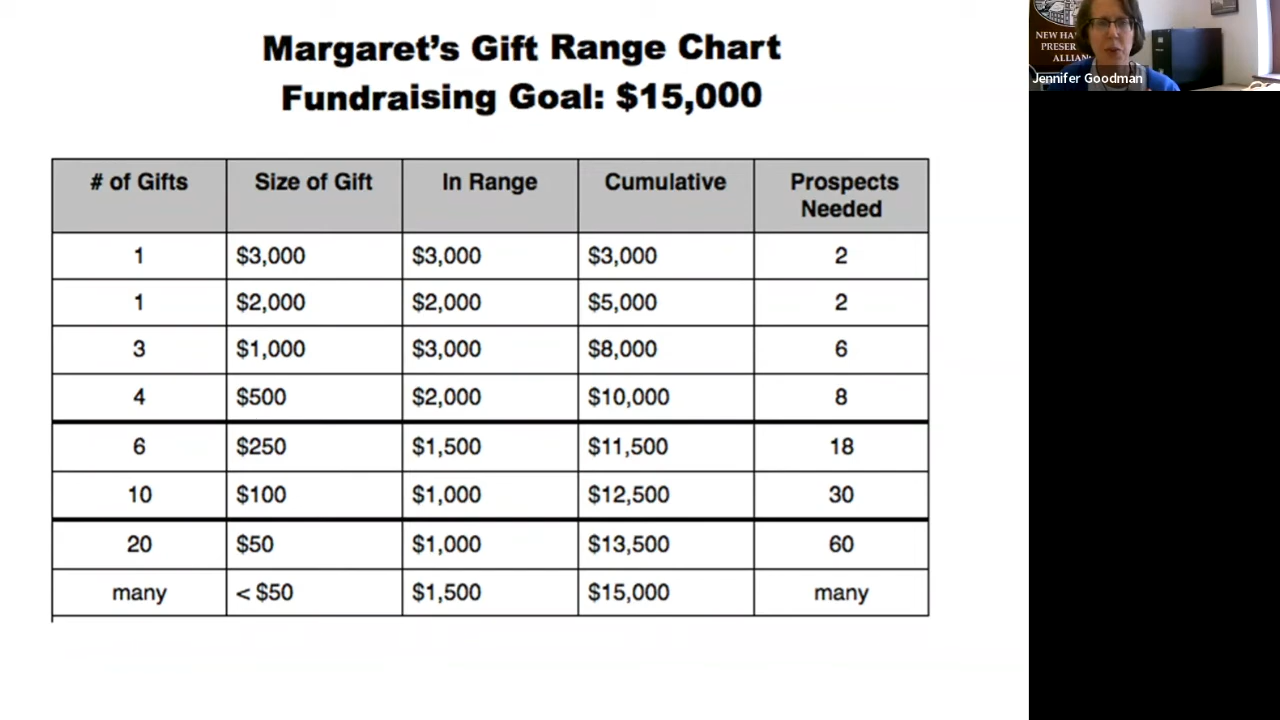 Margaret's Gift Range Chart
Fundraising Goal: $15,000
# of Gifts Size of Gift In Range Cumulative Prospects Needed
1 $3,000 $3,000 $3,000 2
1 $2,000 $2,000 $5,000 2
3 $1,000 $3,000 $8,000 6
4 $500 $2,000 $10,000 8
6 $250 $1,500 $11,500 18
10 $100 $1,000 $12,500 30
20 $50 $1,000 $13,500 60
many < $50 $1,500 $15,000 many
NEW HA
PRESER
ALLIAN
Jennifer Goodman